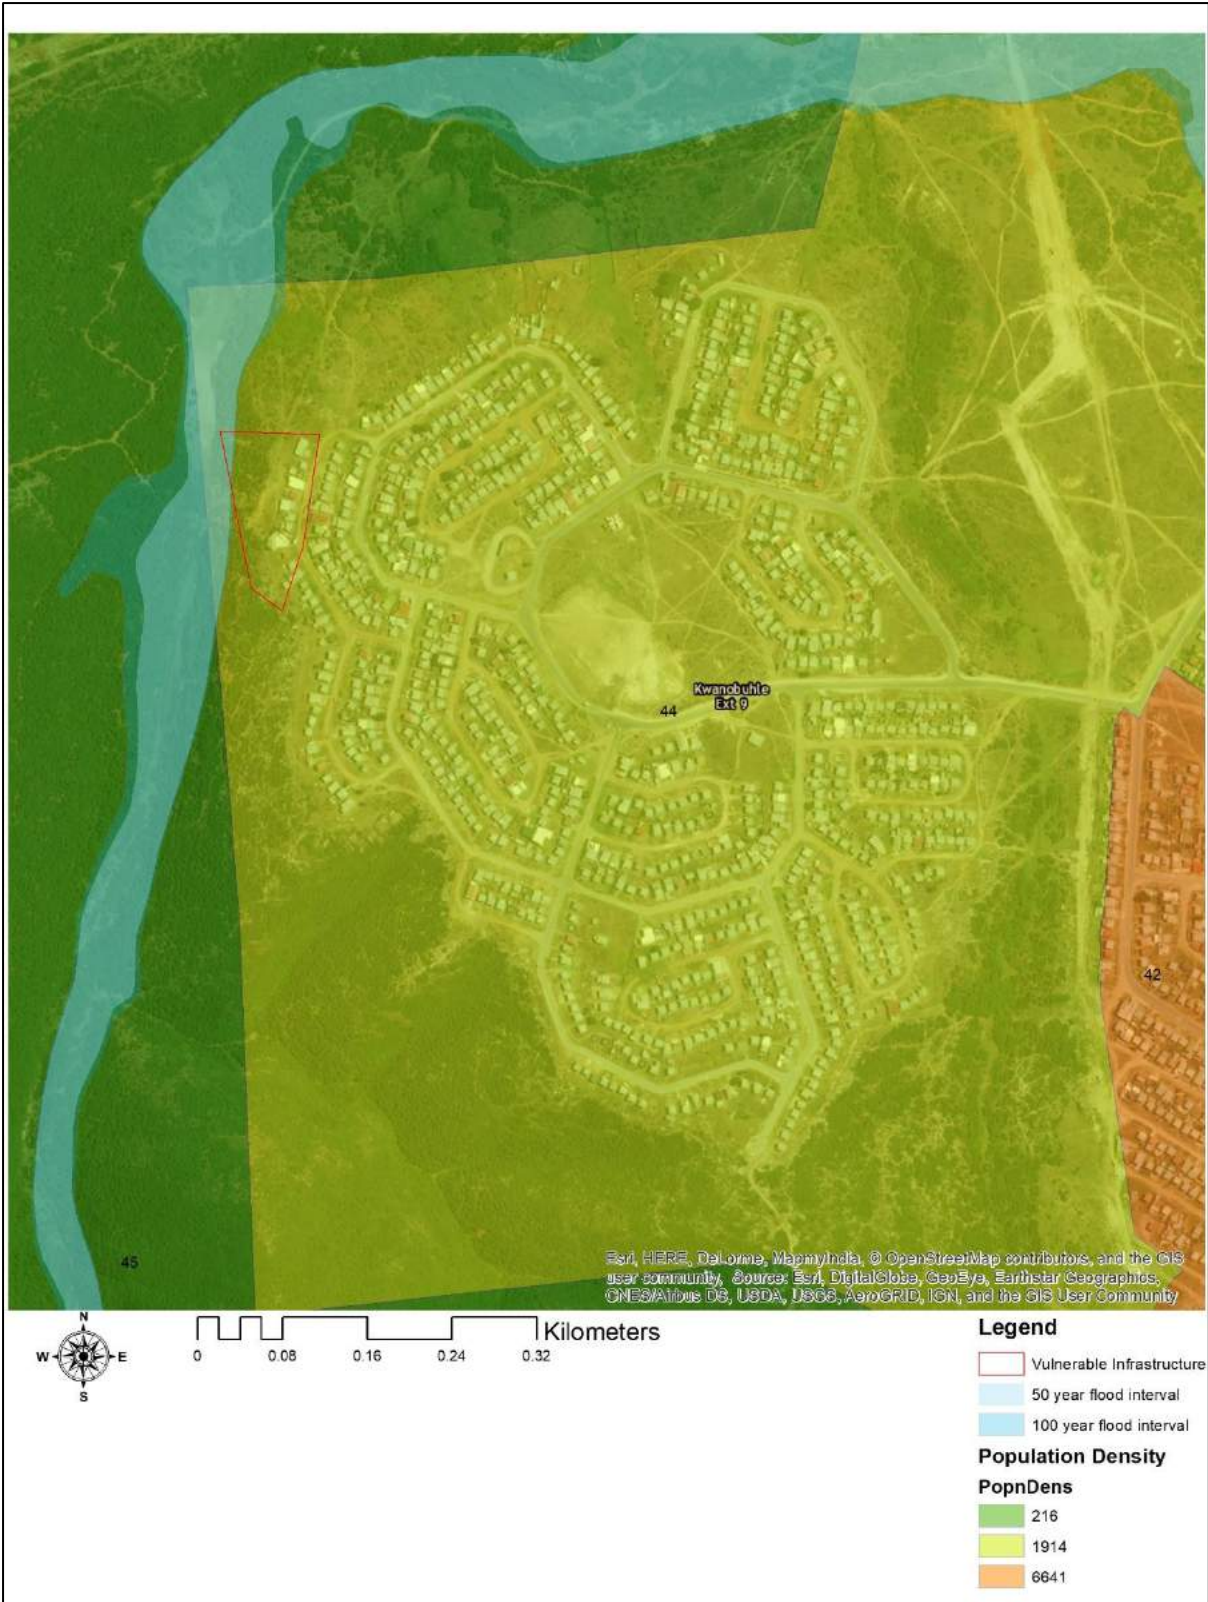 Kwanobuhle
Ext 9
44
42
45
Esri, HERE, DeLorme, MapmyIndia, © OpenStreetMap contributors, and the GIS
user community, Source: Esri, DigitalGlobe, GeoEye, Earthstar Geographics,
CNES/Airbus DS, USDA, USGS, AeroGRID, IGN, and the GIS User Community
N
W E
S
Kilometers
0 0.08 0.16 0.24 0.32
Legend
Vulnerable Infrastructure
50 year flood interval
100 year flood interval
Population Density
PopnDens
216
1914
6641